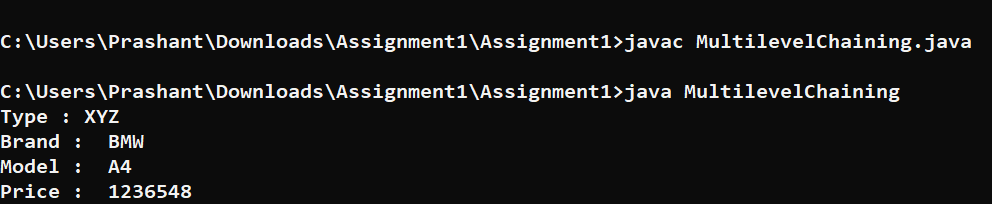 C:\Users\Prashant\Downloads\Assignment1\Assignment1>javac MultilevelChaining.java
C:\Users\Prashant\Downloads\Assignment1\Assignment1>java MultilevelChaining
Type : XYZ
Brand :  BMW
Model :  A4
Price :  1236548